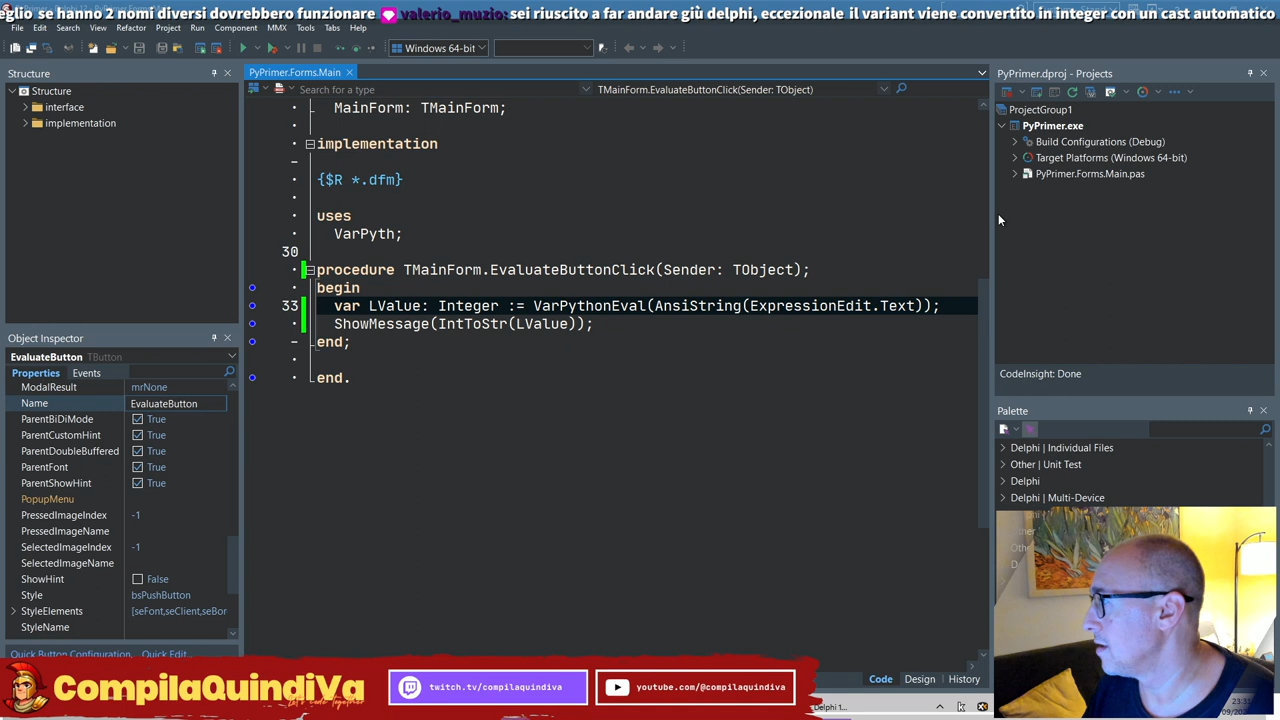 eglio se hanno 2 nomi diversi dovrebbero funzionare valerio_muzio: sei riuscito a far andare giù delphi, eccezionale il variant viene convertito in integer con un cast automatico
File Edit Search View Refactor Project Run Component MMX Tools Tabs Help
Windows 64-bit
Structure
Structure
interface
implementation
Object Inspector
EvaluateButton TButton
Properties Events
ModalResult mrNone
Name EvaluateButton
ParentBiDiMode True
ParentCustomHint True
ParentDoubleBuffered True
ParentFont True
ParentShowHint True
PopupMenu
PressedImageIndex -1
PressedImageName
SelectedImageIndex -1
SelectedImageName
ShowHint False
Style bsPushButton
StyleElements [seFont,seClient,seBor
StyleName
Quick Button Configuration... Quick Edit...
PyPrimer.Forms.Main
Search for a type
TMainForm.EvaluateButtonClick(Sender: TObject)
MainForm: TMainForm;
implementation
{$R *.dfm}
uses
VarPyth;
30
procedure TMainForm.EvaluateButtonClick(Sender: TObject);
begin
33 var LValue: Integer := VarPythonEval(AnsiString(ExpressionEdit.Text));
ShowMessage(IntToStr(LValue));
end;
end.
Code Design History
PyPrimer.dproj - Projects
ProjectGroup1
PyPrimer.exe
Build Configurations (Debug)
Target Platforms (Windows 64-bit)
PyPrimer.Forms.Main.pas
CodeInsight: Done
Palette
Delphi | Individual Files
Other | Unit Test
Delphi
Delphi | Multi-Device
CompilaQuindiVa
Let's Code Together
twitch.tv/compilaquindiva
youtube.com/@compilaquindiva
Delphi 1...